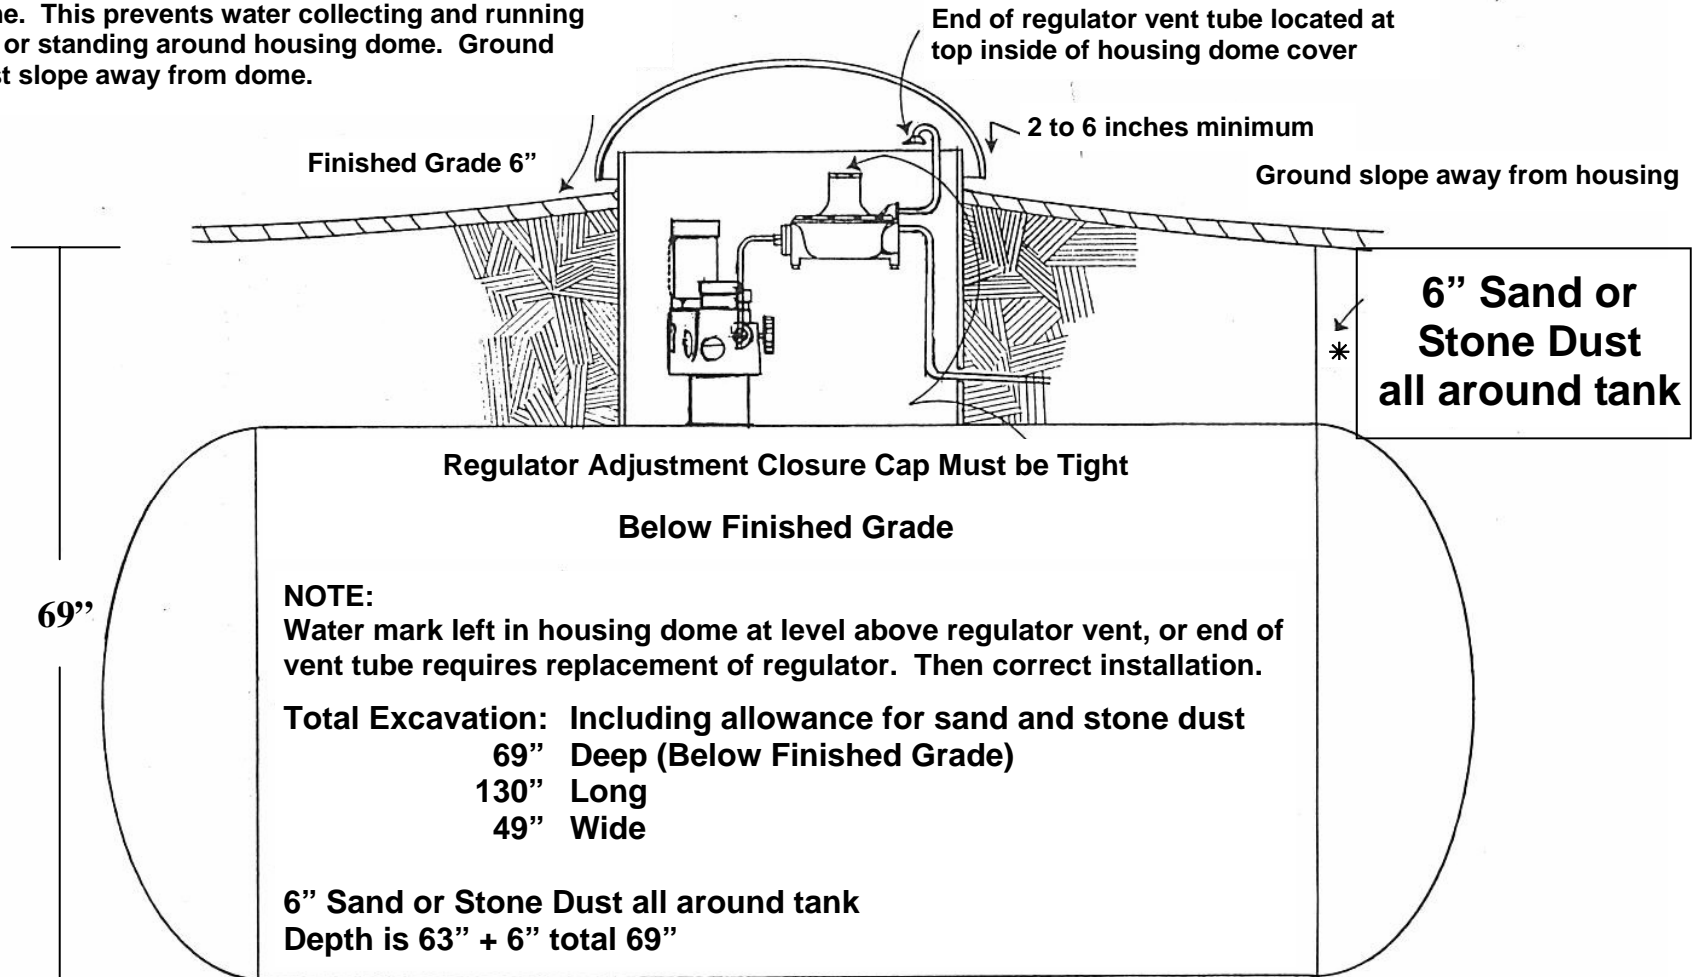 This prevents water collecting and running
or standing around housing dome. Ground
slope away from dome.
End of regulator vent tube located at
top inside of housing dome cover
2 to 6 inches minimum
Finished Grade 6”
Ground slope away from housing
6” Sand or
Stone Dust
all around tank
*
Regulator Adjustment Closure Cap Must be Tight
Below Finished Grade
69”
NOTE:
Water mark left in housing dome at level above regulator vent, or end of
vent tube requires replacement of regulator. Then correct installation.
Total Excavation: Including allowance for sand and stone dust
69” Deep (Below Finished Grade)
130” Long
49” Wide
6” Sand or Stone Dust all around tank
Depth is 63” + 6” total 69”